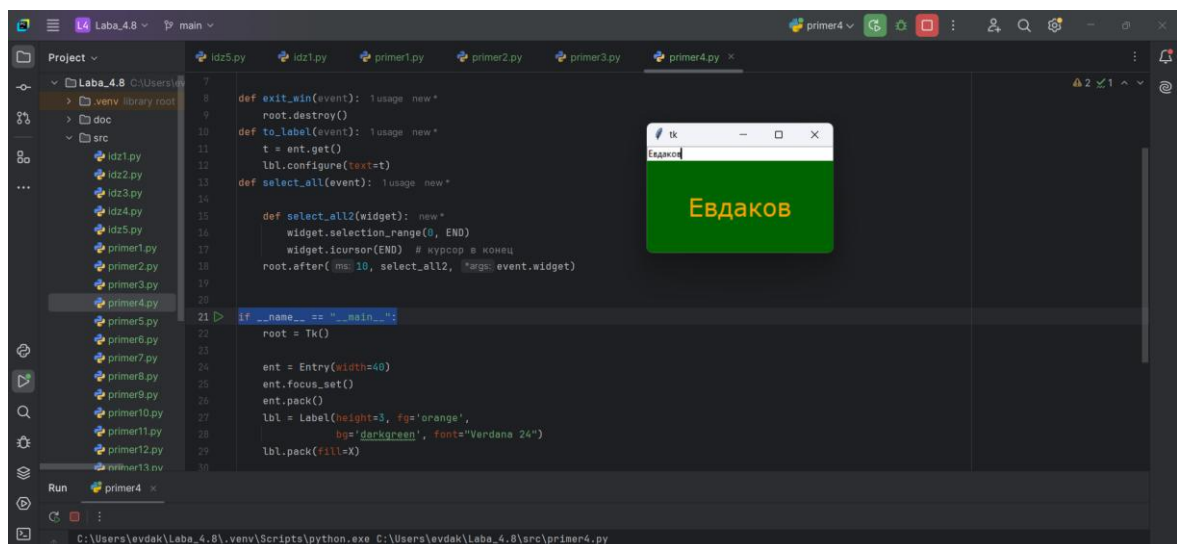 L4 Laba_4.8 main primer4
Project
idz5.py idz1.py primer1.py primer2.py primer3.py primer4.py
Laba_4.8 C:\Users\ev
.venv library root
doc
src
idz1.py
idz2.py
idz3.py
idz4.py
idz5.py
primer1.py
primer2.py
primer3.py
primer4.py
primer5.py
primer6.py
primer7.py
primer8.py
primer9.py
primer10.py
primer11.py
primer12.py
primer13.py
2 1
7
8 def exit_win(event): 1 usage new *
9 root.destroy()
10 def to_label(event): 1 usage new *
11 t = ent.get()
12 lbl.configure(text=t)
13 def select_all(event): 1 usage new *
14
15 def select_all2(widget): new *
16 widget.selection_range(0, END)
17 widget.icursor(END) # курсор в конец
18 root.after( ms: 10, select_all2, *args: event.widget)
19
20
21 if __name__ == "__main__":
22 root = Tk()
23
24 ent = Entry(width=40)
25 ent.focus_set()
26 ent.pack()
27 lbl = Label(height=3, fg='orange',
28 bg='darkgreen', font="Verdana 24")
29 lbl.pack(fill=X)
30
tk
Евдаков
Евдаков
Run primer4
C:\Users\evdak\Laba_4.8\.venv\Scripts\python.exe C:\Users\evdak\Laba_4.8\src\primer4.py